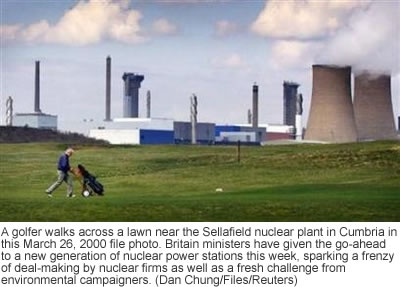 A golfer walks across a lawn near the Sellafield nuclear plant in Cumbria in
this March 26, 2000 file photo. Britain ministers have given the go-ahead
to a new generation of nuclear power stations this week, sparking a frenzy
of deal-making by nuclear firms as well as a fresh challenge from
environmental campaigners. (Dan Chung/Files/Reuters)